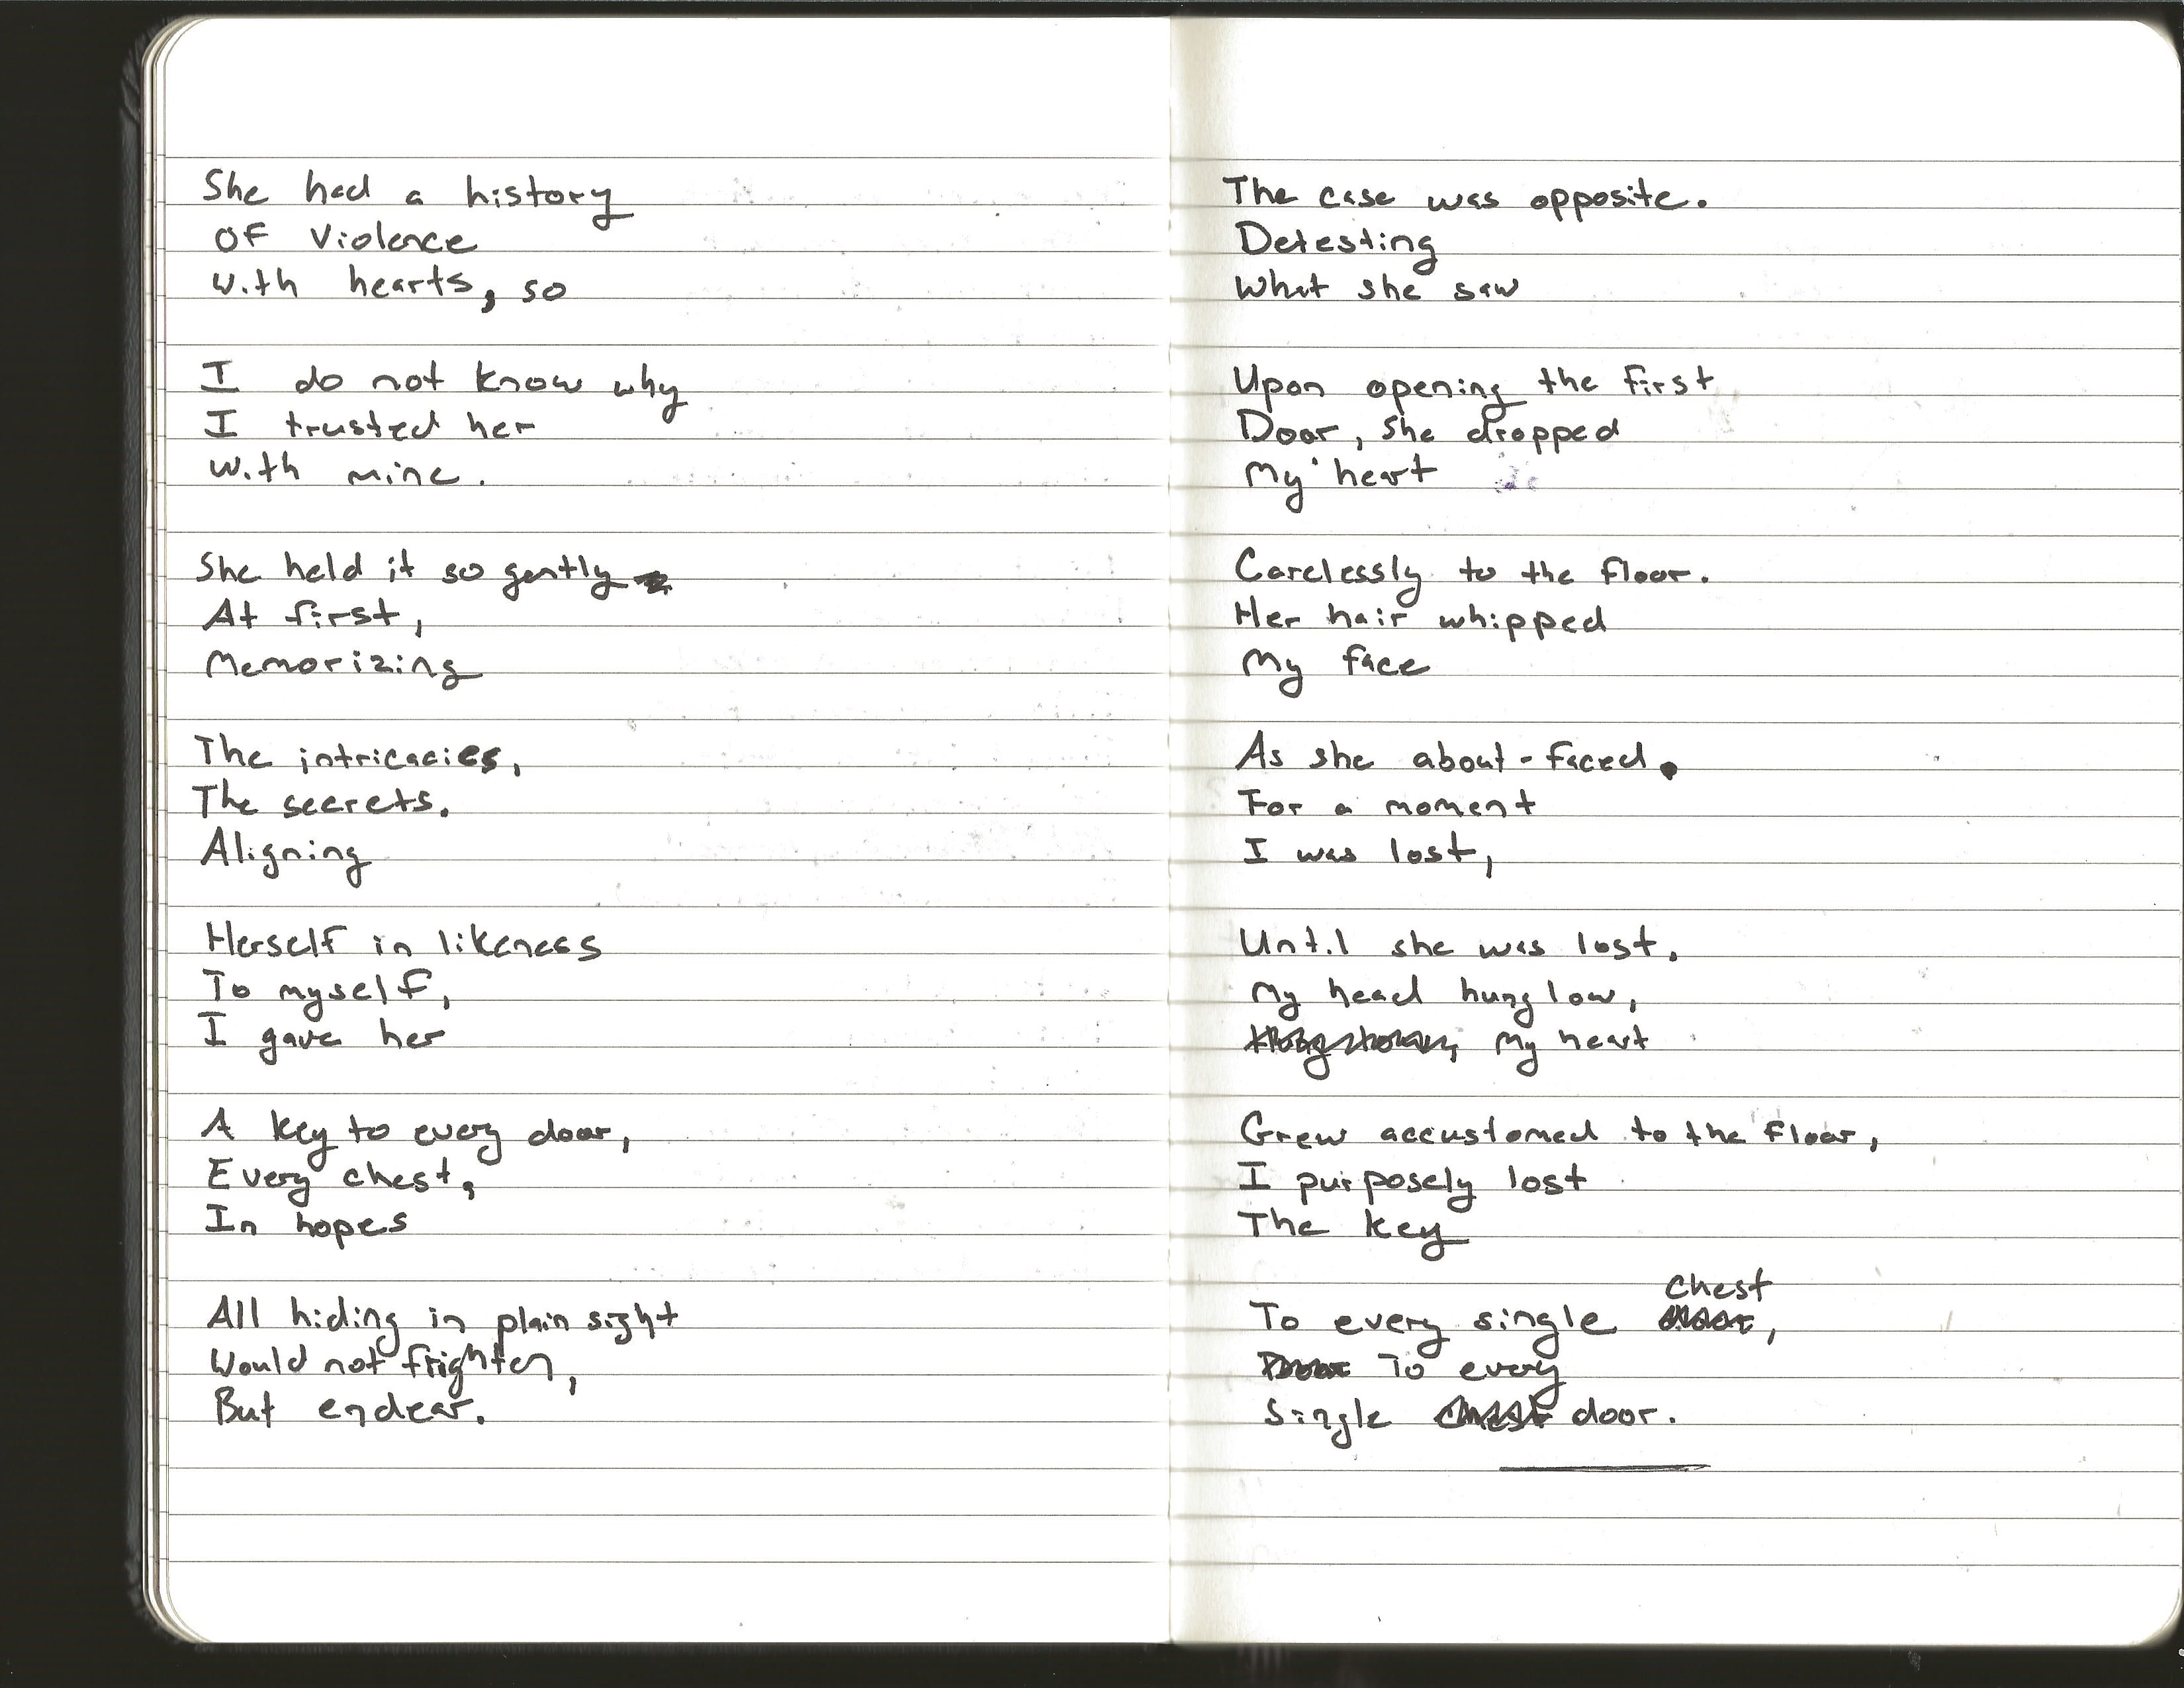 She had a history
Of Violence
With hearts, so
I do not know why
I trusted her
With mine.
She held it so gently
At first,
Memorizing
The intricacies,
The secrets.
Aligning
Herself in likeness
To myself,
I gave her
A key to every door,
Every chest,
In hopes
All hiding in plain sight
Would not frighten,
But endear.
The case was opposite.
Detesting
What she saw
Upon opening the first
Door, she dropped
My heart
Carelessly to the floor.
Her hair whipped
My face
As she about-faced.
For a moment
I was lost,
Until she was lost.
My head hung low,
My heart
Grew accustomed to the floor,
I purposely lost
The key
To every single chest,
To every
Single door.